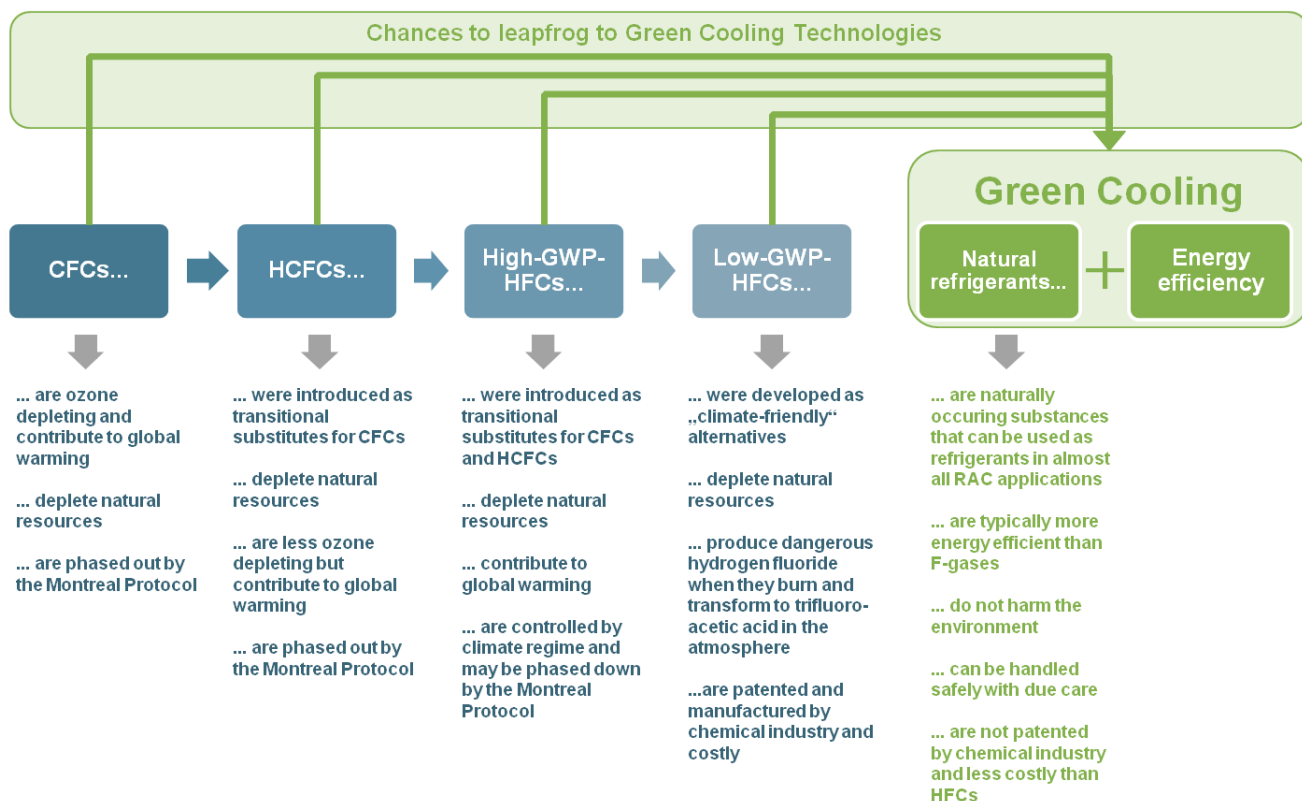 Chances to leapfrog to Green Cooling Technologies
Green Cooling
CFCs...
HCFCs...
High-GWP-
HFCs...
Low-GWP-
HFCs...
Natural
refrigerants...
+
Energy
efficiency
... are ozone
depleting and
contribute to global
warming
... deplete natural
resources
... are phased out by
the Montreal Protocol
... were introduced as
transitional
substitutes for CFCs
... deplete natural
resources
... are less ozone
depleting but
contribute to global
warming
... are phased out by
the Montreal Protocol
... were introduced as
transitional
substitutes for CFCs
and HCFCs
... deplete natural
resources
... contribute to
global warming
... are controlled by
climate regime and
may be phased down
by the Montreal
Protocol
... were developed as
„climate-friendly“
alternatives
... deplete natural
resources
... produce dangerous
hydrogen fluoride
when they burn and
transform to trifluoro-
acetic acid in the
atmosphere
...are patented and
manufactured by
chemical industry and
costly
... are naturally
occuring substances
that can be used as
refrigerants in almost
all RAC applications
... are typically more
energy efficient than
F-gases
... do not harm the
environment
... can be handled
safely with due care
... are not patented
by chemical industry
and less costly than
HFCs